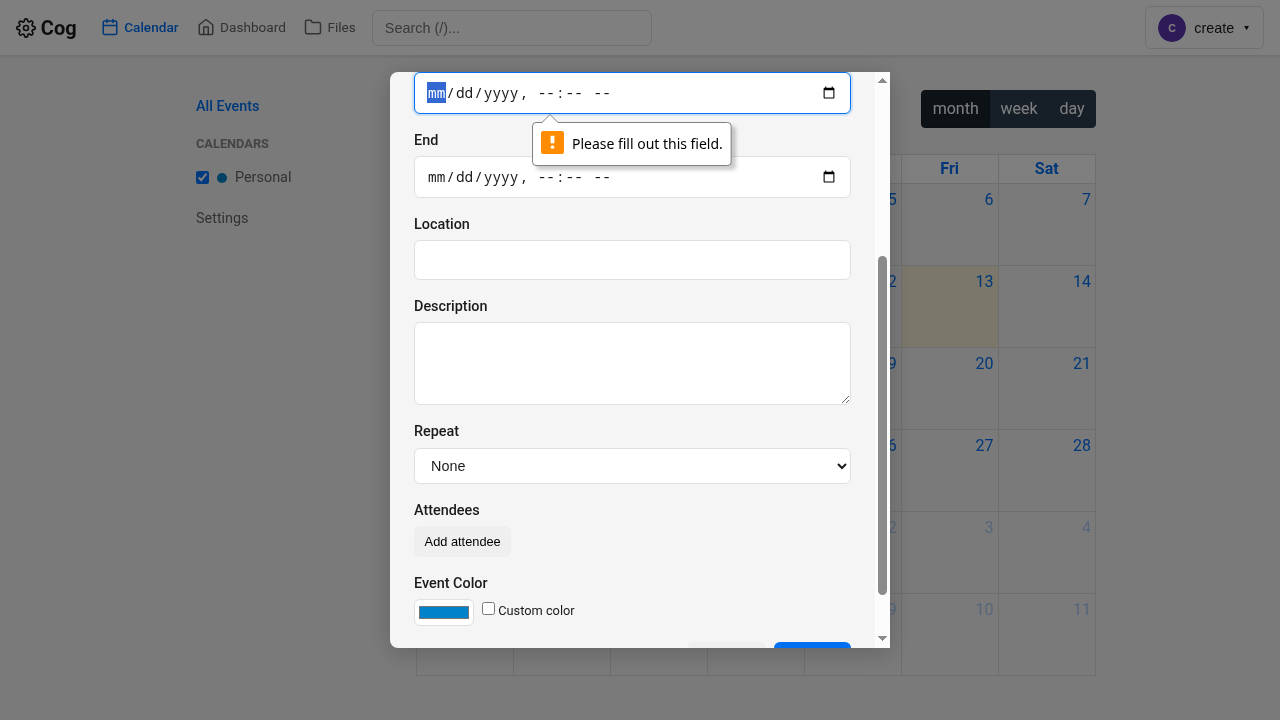 Cog
Calendar
Dashboard
Files
Search (/)...
c
create
All Events
CALENDARS
Personal
Settings
month
week
day
mm/dd/yyyy, --:-- --
Please fill out this field.
End
mm/dd/yyyy, --:-- --
Location
Description
Repeat
None
Attendees
Add attendee
Event Color
Custom color
Fri
Sat
5
6
7
2
13
14
9
20
21
6
27
28
2
3
4
9
10
11